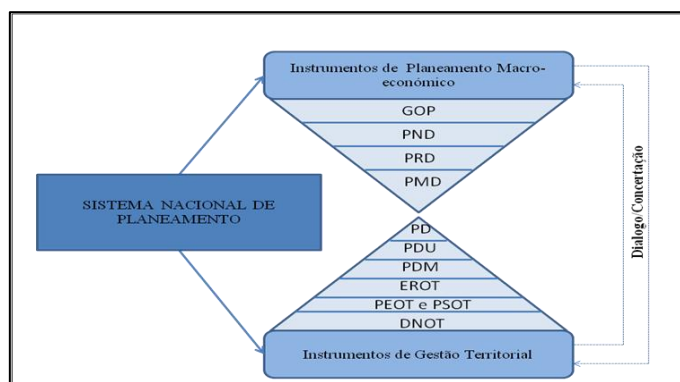 Instrumentos de Planeamento Macro-
económico
GOP
PND
PRD
PMD
SISTEMA NACIONAL DE
PLANEAMENTO
PD
PDU
PDM
EROT
PEOT e PSOT
DNOT
Instrumentos de Gestão Territorial
Dialogo/Concertação